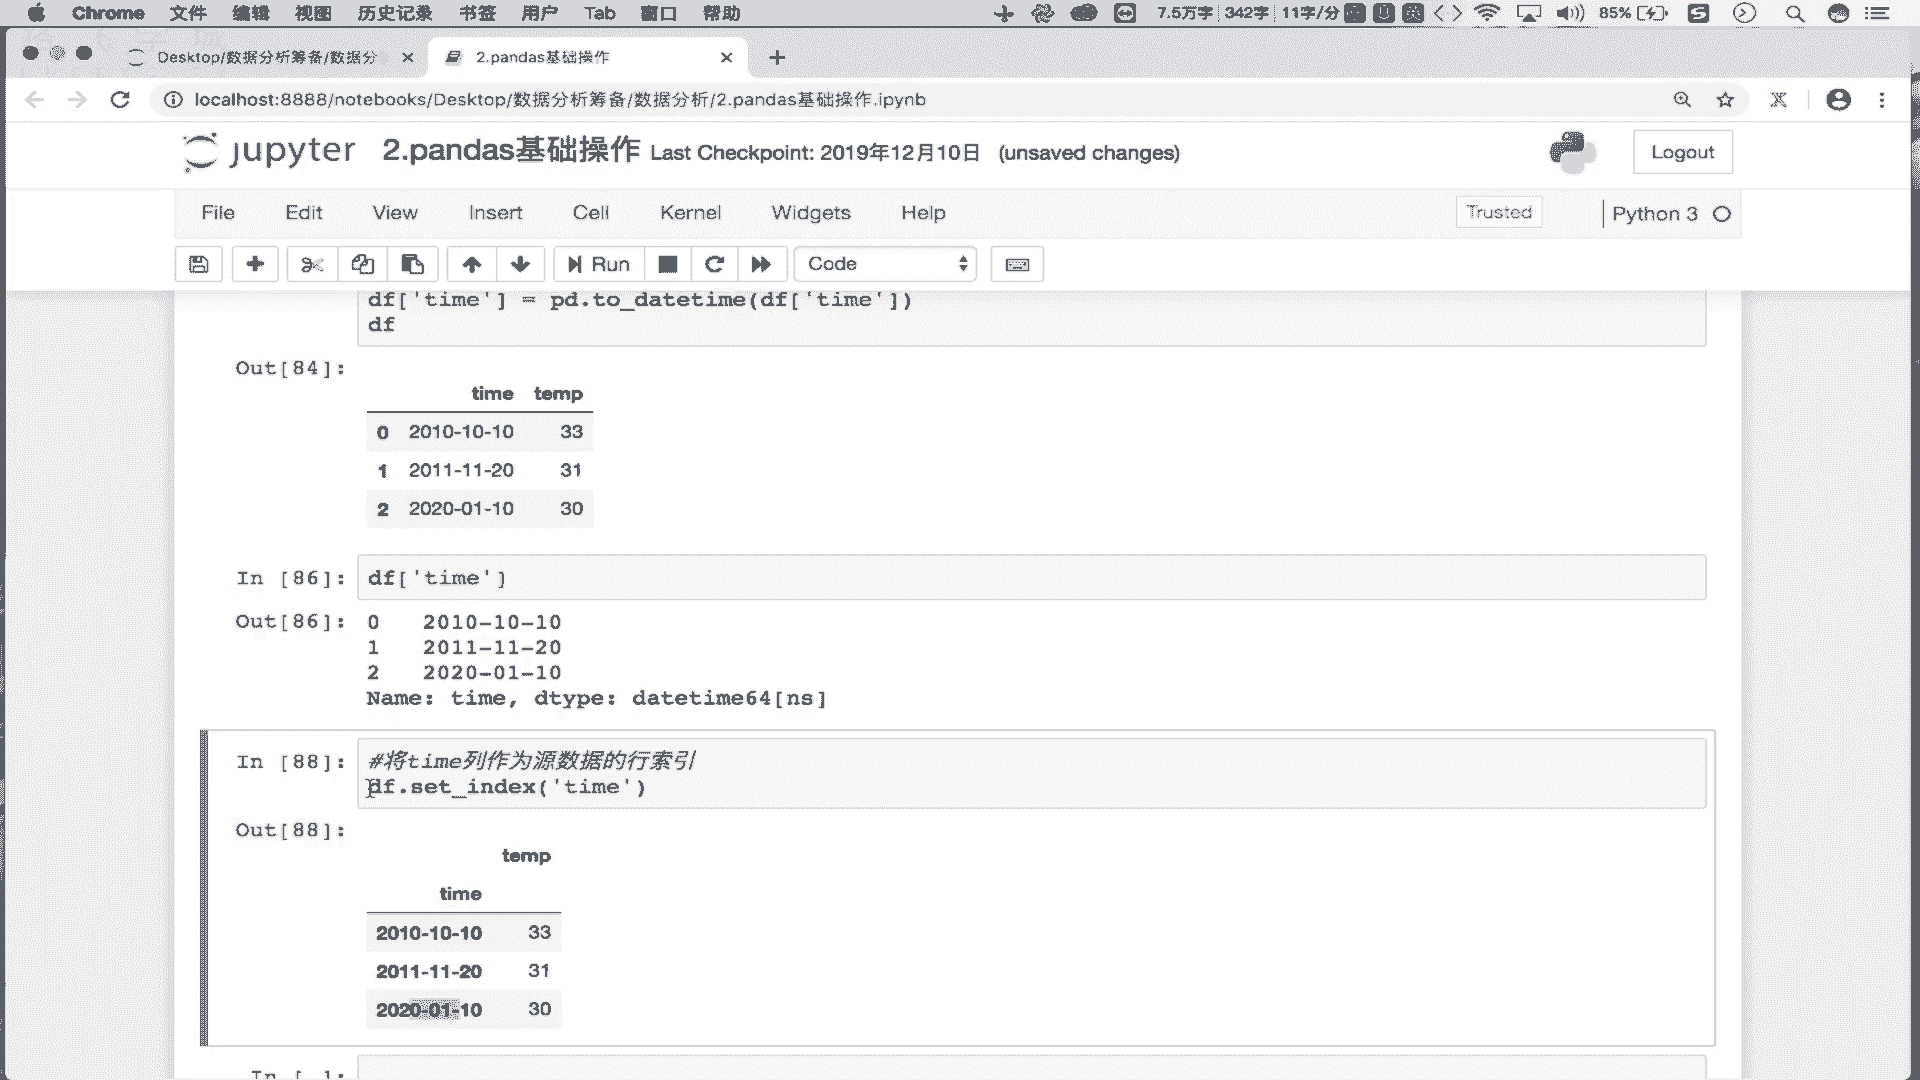 Chrome 文件 编辑 视图 历史记录 书签 用户 Tab 窗口 帮助 7.5万字 342字 11字/分 85%
Desktop/数据分析筹备/数据分 2.pandas基础操作
localhost:8888/notebooks/Desktop/数据分析筹备/数据分析/2.pandas基础操作.ipynb
jupyter 2.pandas基础操作 Last Checkpoint: 2019年12月10日 (unsaved changes) Logout
File Edit View Insert Cell Kernel Widgets Help Trusted Python 3
Run Code
df['time'] = pd.to_datetime(df['time'])
df
Out[84]:
time temp
0 2010-10-10 33
1 2011-11-20 31
2 2020-01-10 30
In [86]: df['time']
Out[86]: 0 2010-10-10
1 2011-11-20
2 2020-01-10
Name: time, dtype: datetime64[ns]
In [88]: #将time列作为源数据的行索引
df.set_index('time')
Out[88]:
temp
time
2010-10-10 33
2011-11-20 31
2020-01-10 30
In [ ]: